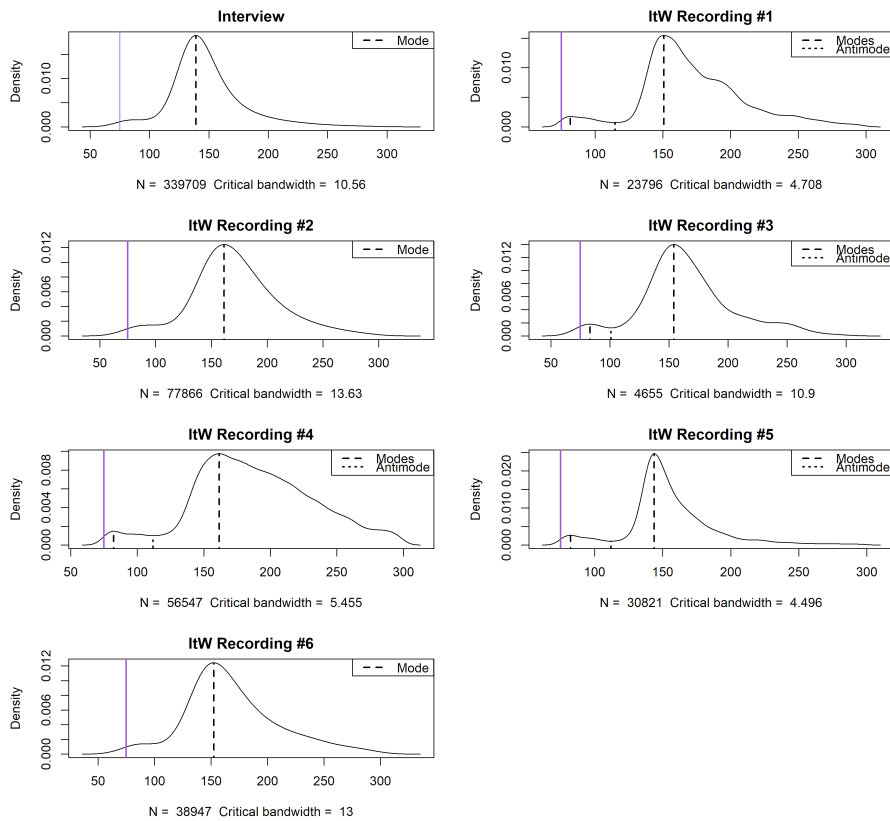 Interview
Density
0.000
0.010
Mode
50 100 150 200 250 300
N = 339709 Critical bandwidth = 10.56
ItW Recording #1
Density
0.000
0.010
Modes
Antimode
100 150 200 250 300
N = 23796 Critical bandwidth = 4.708
ItW Recording #2
Density
0.000
0.006
0.012
Mode
50 100 150 200 250 300
N = 77866 Critical bandwidth = 13.63
ItW Recording #3
Density
0.000
0.006
0.012
Modes
Antimode
50 100 150 200 250 300
N = 4655 Critical bandwidth = 10.9
ItW Recording #4
Density
0.000
0.004
0.008
Modes
Antimode
50 100 150 200 250 300
N = 56547 Critical bandwidth = 5.455
ItW Recording #5
Density
0.000
0.010
0.020
Modes
Antimode
100 150 200 250 300
N = 30821 Critical bandwidth = 4.496
ItW Recording #6
Density
0.000
0.006
0.012
Mode
50 100 150 200 250 300
N = 38947 Critical bandwidth = 13